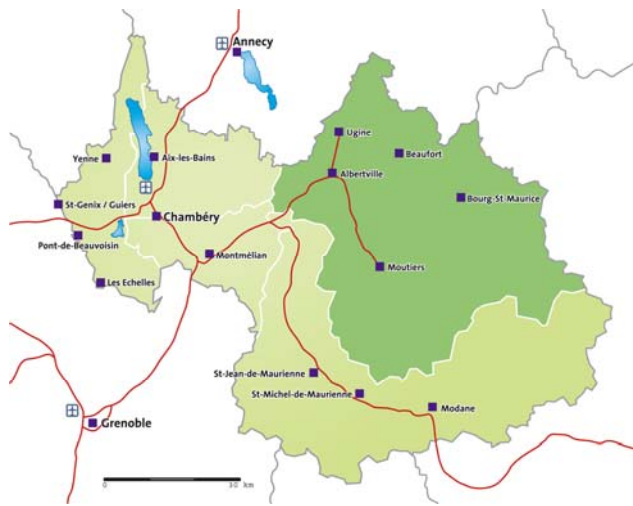 Annecy
Ugine
Beaufort
Yenne
Aix-les-Bains
Albertville
Bourg-St-Maurice
St-Genix / Guiers
Chambéry
Pont-de-Beauvoisin
Montmélian
Moutiers
Les Echelles
St-Jean-de-Maurienne
St-Michel-de-Maurienne
Modane
Grenoble
0 30 km